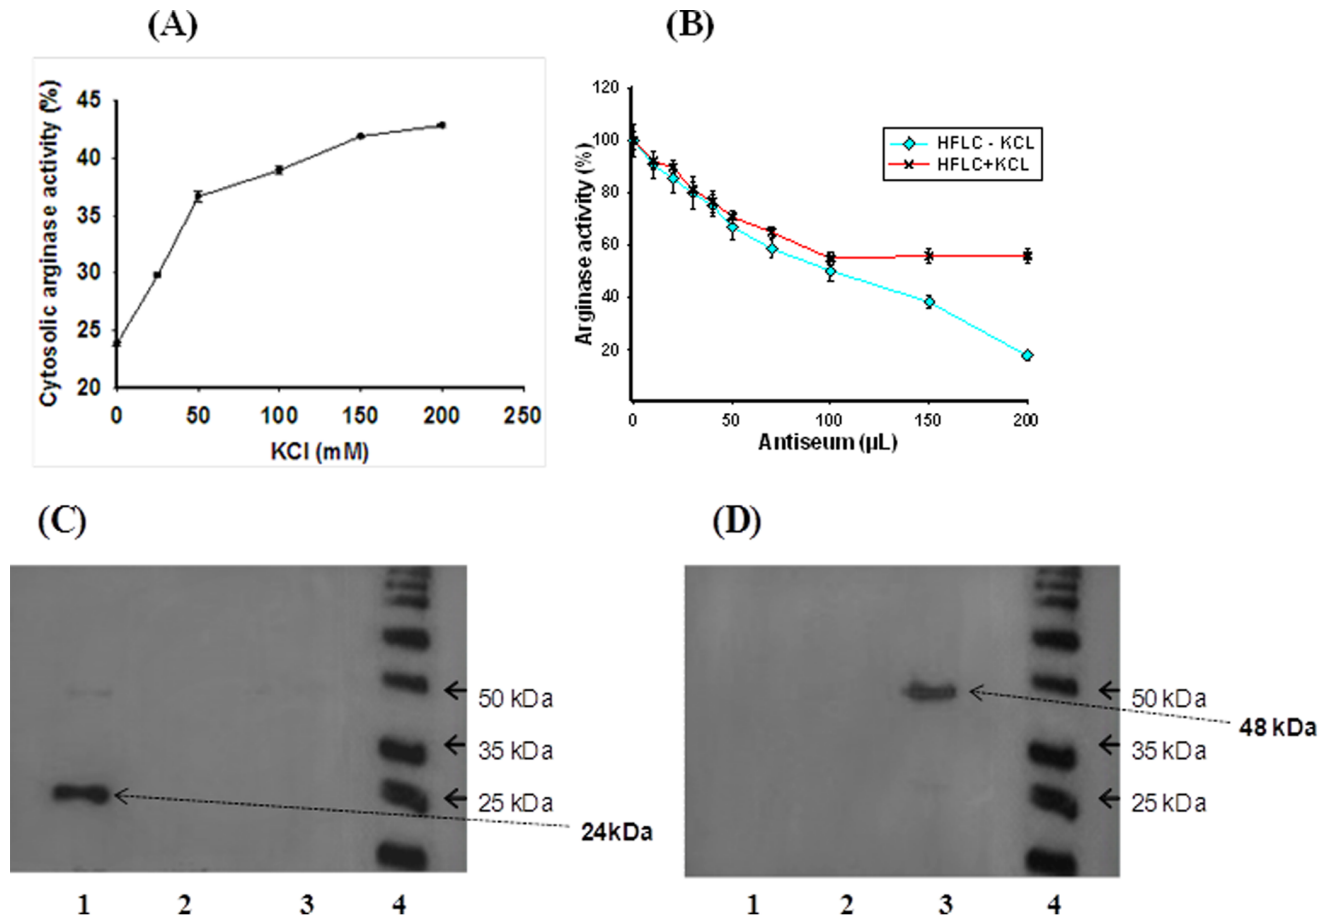 (A)
(B)
Cytosolic arginase activity (%)
45
40
35
30
25
20
0 50 100 150 200 250
KCl (mM)
Arginase activity (%)
120
100
80
60
40
20
0 50 100 150 200
Antiseum (µL)
HFLC - KCL
HFLC+KCL
(C)
(D)
50 kDa
35 kDa
25 kDa
24kDa
1 2 3 4
50 kDa
48 kDa
35 kDa
25 kDa
1 2 3 4